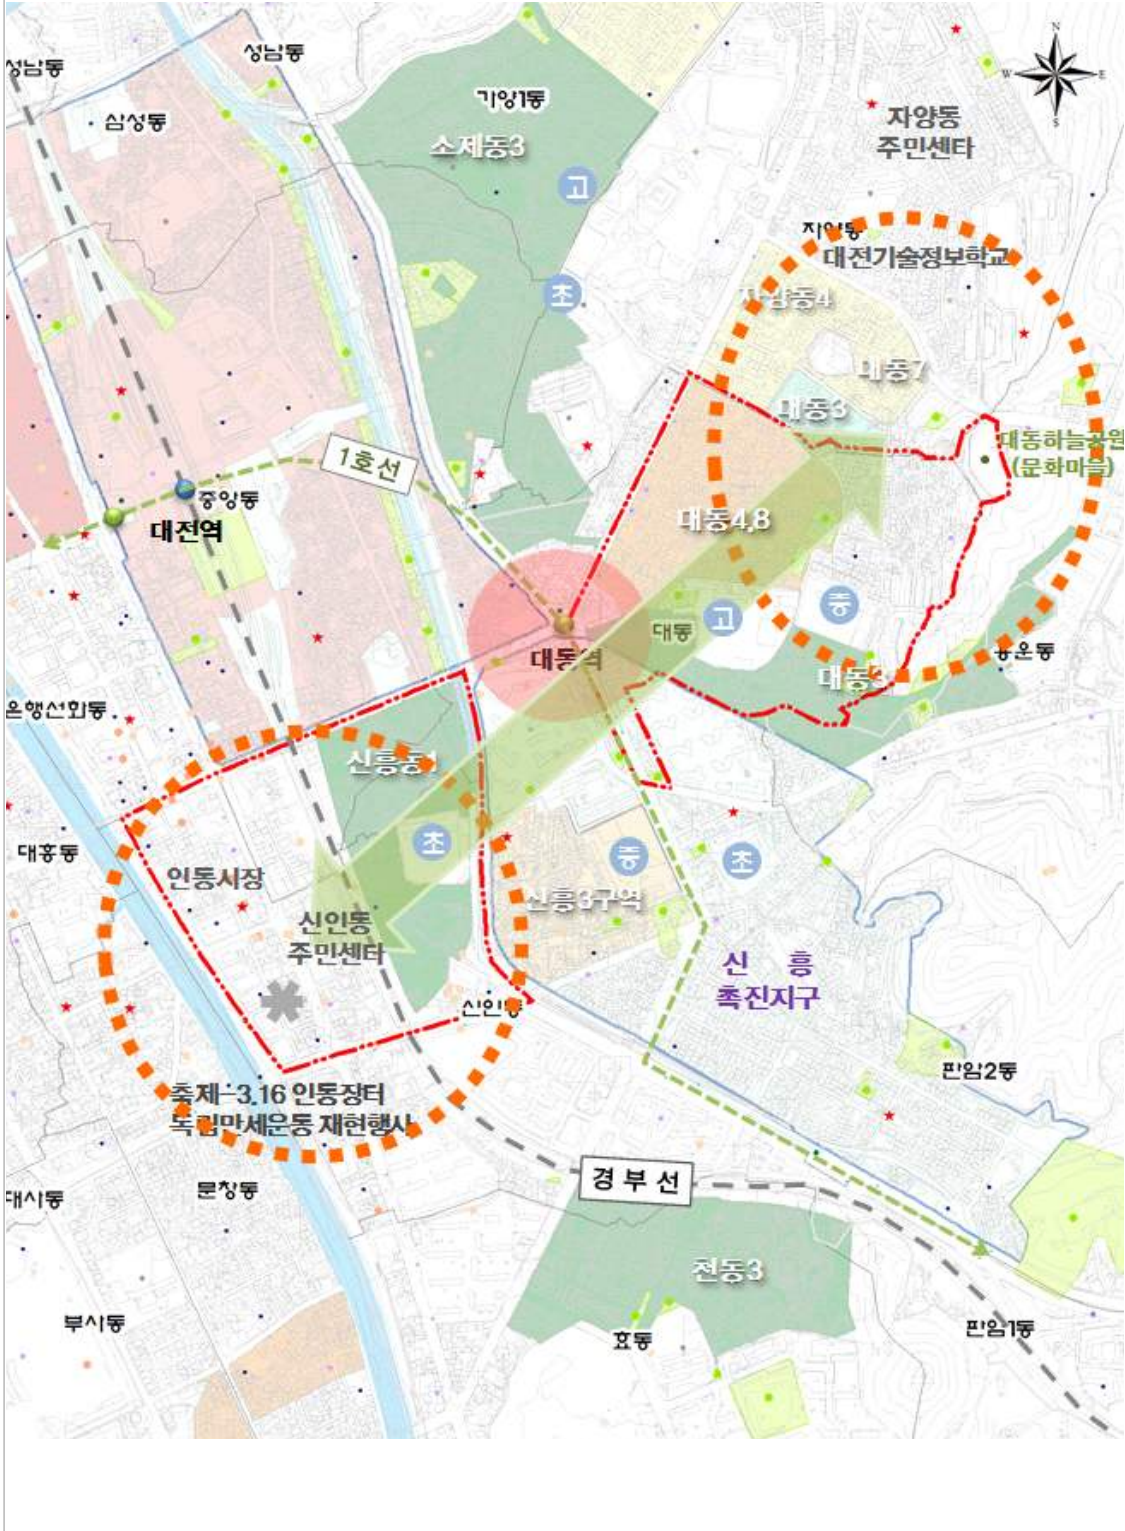 성남동
성남동
N
W
E
S
삼성동
가양1동
소제동3
자양동
주민센타
고
자양동
대전기술정보학교
초
자양동4
대동7
대동3
대동하늘공원
(문화마을)
1호선
중앙동
대전역
대동4,8
중
고
대동
대동역
용운동
대동3
은행선화동
신흥동1
초
중
초
대흥동
인동시장
신흥3구역
신인동
주민센타
신 흥
촉진지구
신인동
판암2동
축제-3.16 인동장터
독립만세운동 재현행사
경 부 선
대사동
문창동
천동3
부사동
효동
판암1동